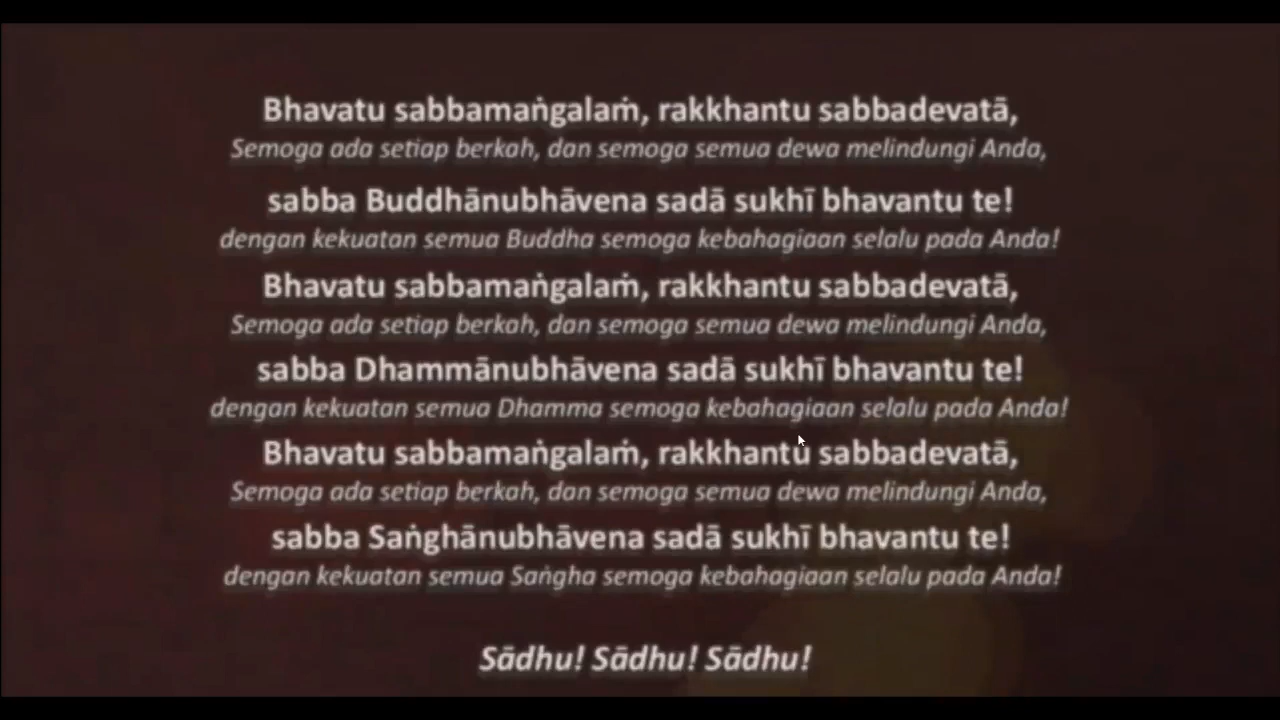 Bhavatu sabbamaṅgalaṁ, rakkhantu sabbadevatā,
Semoga ada setiap berkah, dan semoga semua dewa melindungi Anda,
sabba Buddhānubhāvena sadā sukhī bhavantu te!
dengan kekuatan semua Buddha semoga kebahagiaan selalu pada Anda!
Bhavatu sabbamaṅgalaṁ, rakkhantu sabbadevatā,
Semoga ada setiap berkah, dan semoga semua dewa melindungi Anda,
sabba Dhammānubhāvena sadā sukhī bhavantu te!
dengan kekuatan semua Dhamma semoga kebahagiaan selalu pada Anda!
Bhavatu sabbamaṅgalaṁ, rakkhantu sabbadevatā,
Semoga ada setiap berkah, dan semoga semua dewa melindungi Anda,
sabba Saṅghānubhāvena sadā sukhī bhavantu te!
dengan kekuatan semua Saṅgha semoga kebahagiaan selalu pada Anda!
Sādhu! Sādhu! Sādhu!